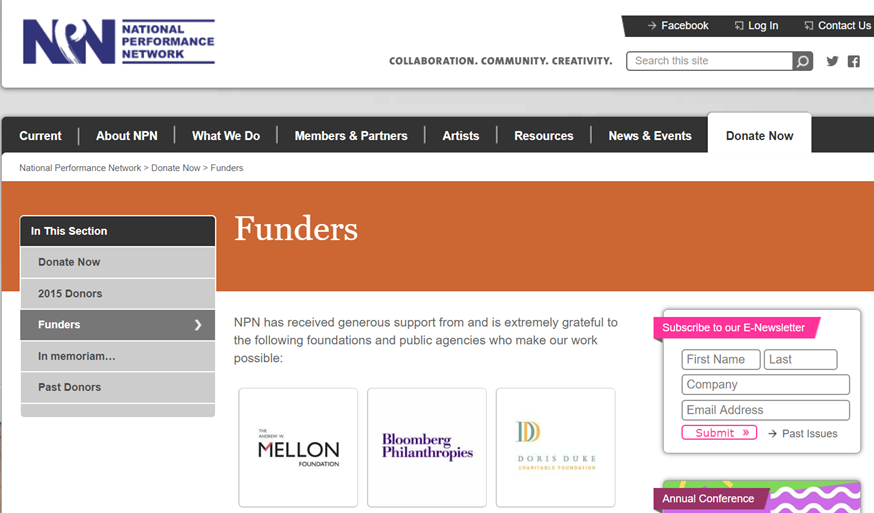 NPN NATIONAL
PERFORMANCE
NETWORK
Facebook
Log In
Contact Us
COLLABORATION. COMMUNITY. CREATIVITY.
Search this site
Current
About NPN
What We Do
Members & Partners
Artists
Resources
News & Events
Donate Now
National Performance Network > Donate Now > Funders
Funders
In This Section
Donate Now
2015 Donors
Funders
In memoriam...
Past Donors
NPN has received generous support from and is extremely grateful to
the following foundations and public agencies who make our work
possible:
THE
ANDREW W.
MELLON
FOUNDATION
Bloomberg
Philanthropies
DD
DORIS DUKE
CHARITABLE FOUNDATION
Subscribe to our E-Newsletter
First Name
Last
Company
Email Address
Submit »
Past Issues
Annual Conference